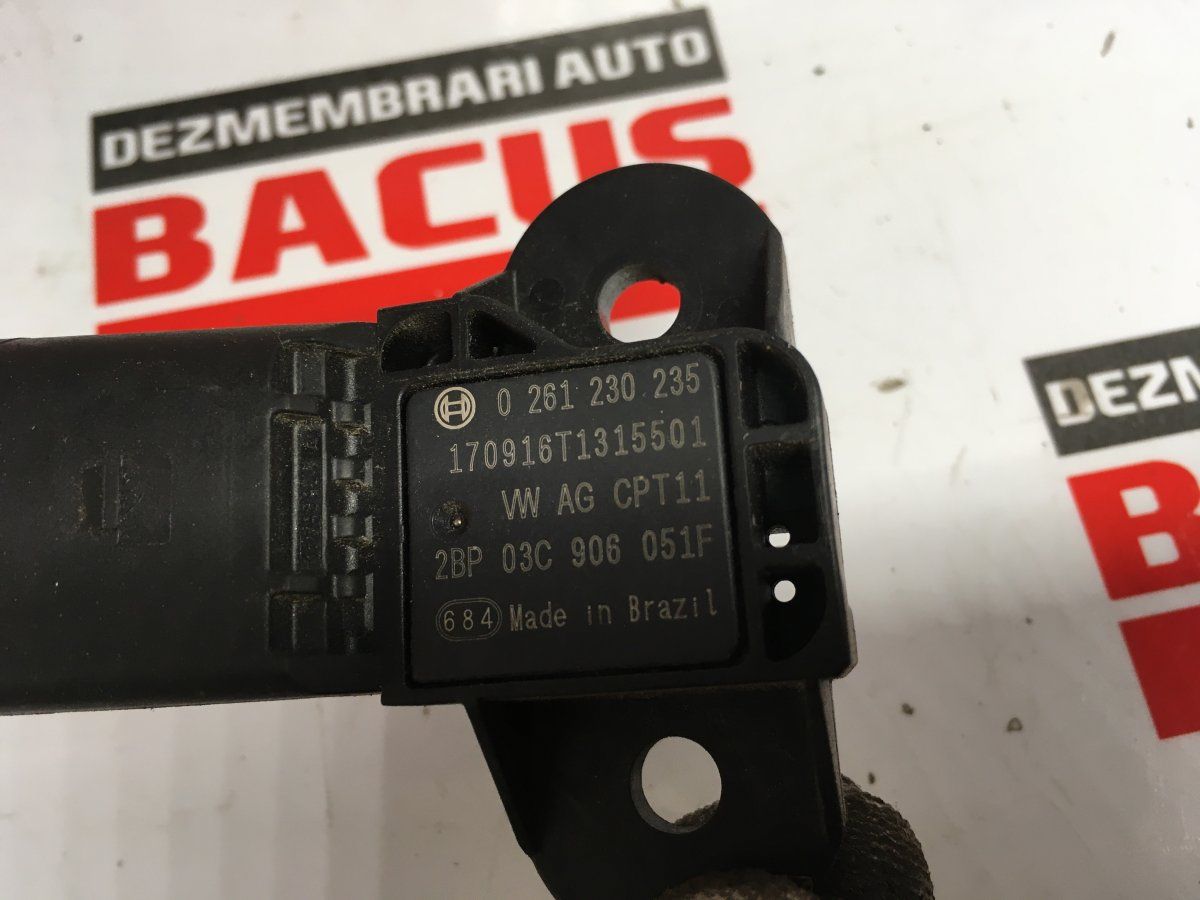 DEZMEMBRARI AUTO
BACUS
0 261 230 235
170916T1315501
VW AG CPT11
2BP 03C 906 051F
684 Made in Brazil
DEZM
B